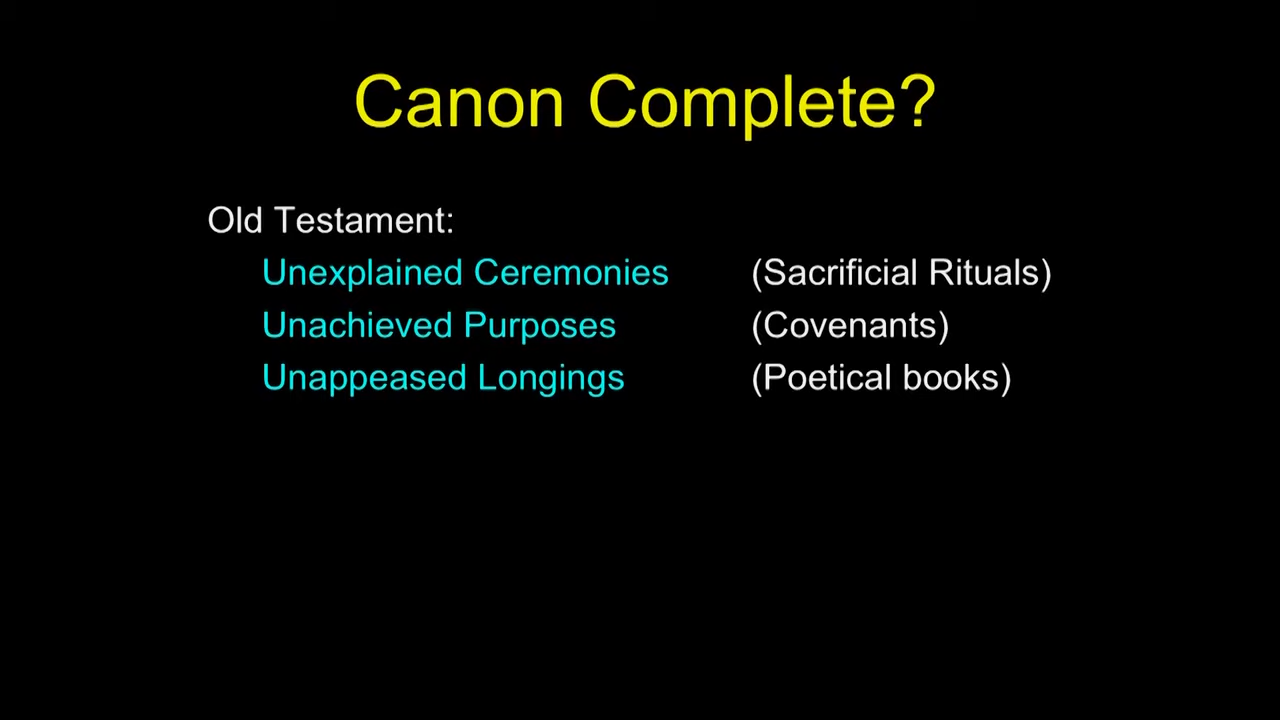 Canon Complete?
Old Testament:
Unexplained Ceremonies (Sacrificial Rituals)
Unachieved Purposes (Covenants)
Unappeased Longings (Poetical books)